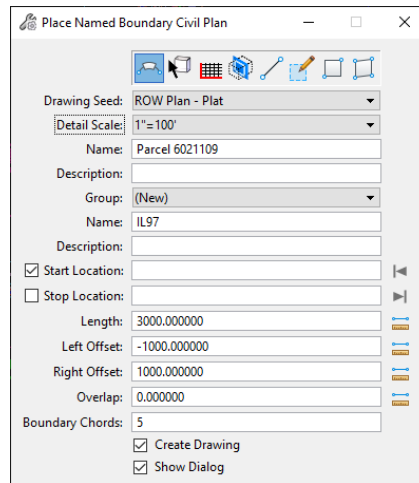 Place Named Boundary Civil Plan
Drawing Seed: ROW Plan - Plat
Detail Scale: 1"=100'
Name: Parcel 6021109
Description:
Group: (New)
Name: IL97
Description:
Start Location:
Stop Location:
Length: 3000.000000
Left Offset: -1000.000000
Right Offset: 1000.000000
Overlap: 0.000000
Boundary Chords: 5
Create Drawing
Show Dialog